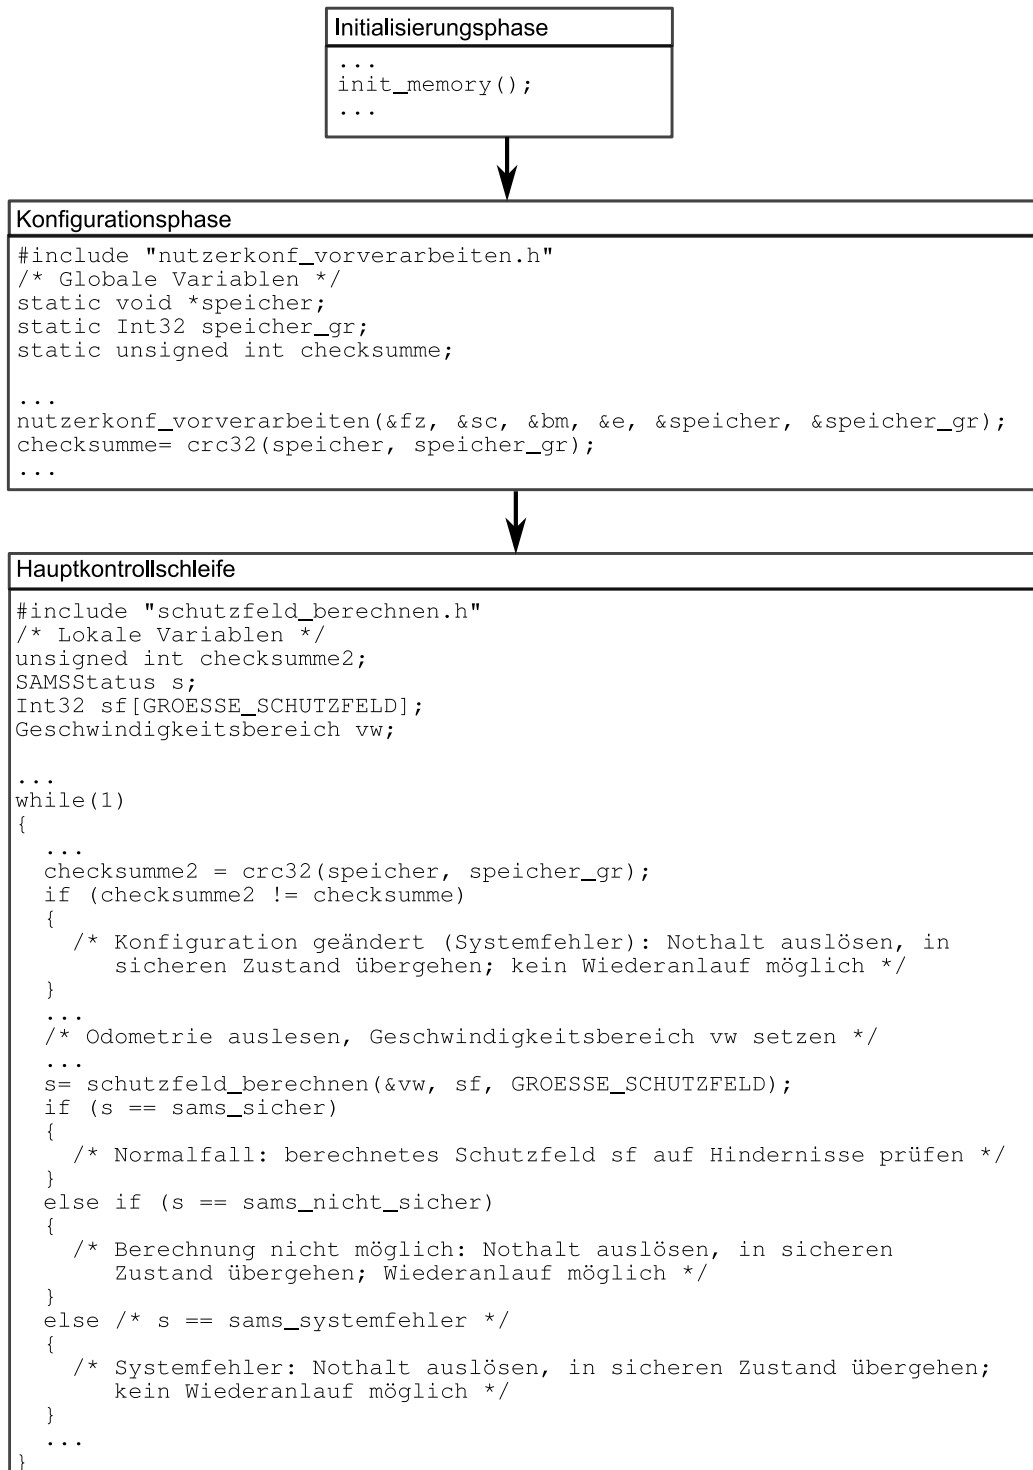 Initialisierungsphase
...
init_memory();
...
Konfigurationsphase
#include "nutzerkonf_vorverarbeiten.h"
/* Globale Variablen */
static void *speicher;
static Int32 speicher_gr;
static unsigned int checksumme;
...
nutzerkonf_vorverarbeiten(&fz, &sc, &bm, &e, &speicher, &speicher_gr);
checksumme= crc32(speicher, speicher_gr);
...
Hauptkontrollschleife
#include "schutzfeld_berechnen.h"
/* Lokale Variablen */
unsigned int checksumme2;
SAMSStatus s;
Int32 sf[GROESSE_SCHUTZFELD];
Geschwindigkeitsbereich vw;
...
while(1)
{
...
checksumme2 = crc32(speicher, speicher_gr);
if (checksumme2 != checksumme)
{
/* Konfiguration geändert (Systemfehler): Nothalt auslösen, in
sicheren Zustand übergehen; kein Wiederanlauf möglich */
}
...
/* Odometrie auslesen, Geschwindigkeitsbereich vw setzen */
...
s= schutzfeld_berechnen(&vw, sf, GROESSE_SCHUTZFELD);
if (s == sams_sicher)
{
/* Normalfall: berechnetes Schutzfeld sf auf Hindernisse prüfen */
}
else if (s == sams_nicht_sicher)
{
/* Berechnung nicht möglich: Nothalt auslösen, in sicheren
Zustand übergehen; Wiederanlauf möglich */
}
else /* s == sams_systemfehler */
{
/* Systemfehler: Nothalt auslösen, in sicheren Zustand übergehen;
kein Wiederanlauf möglich */
}
...
}